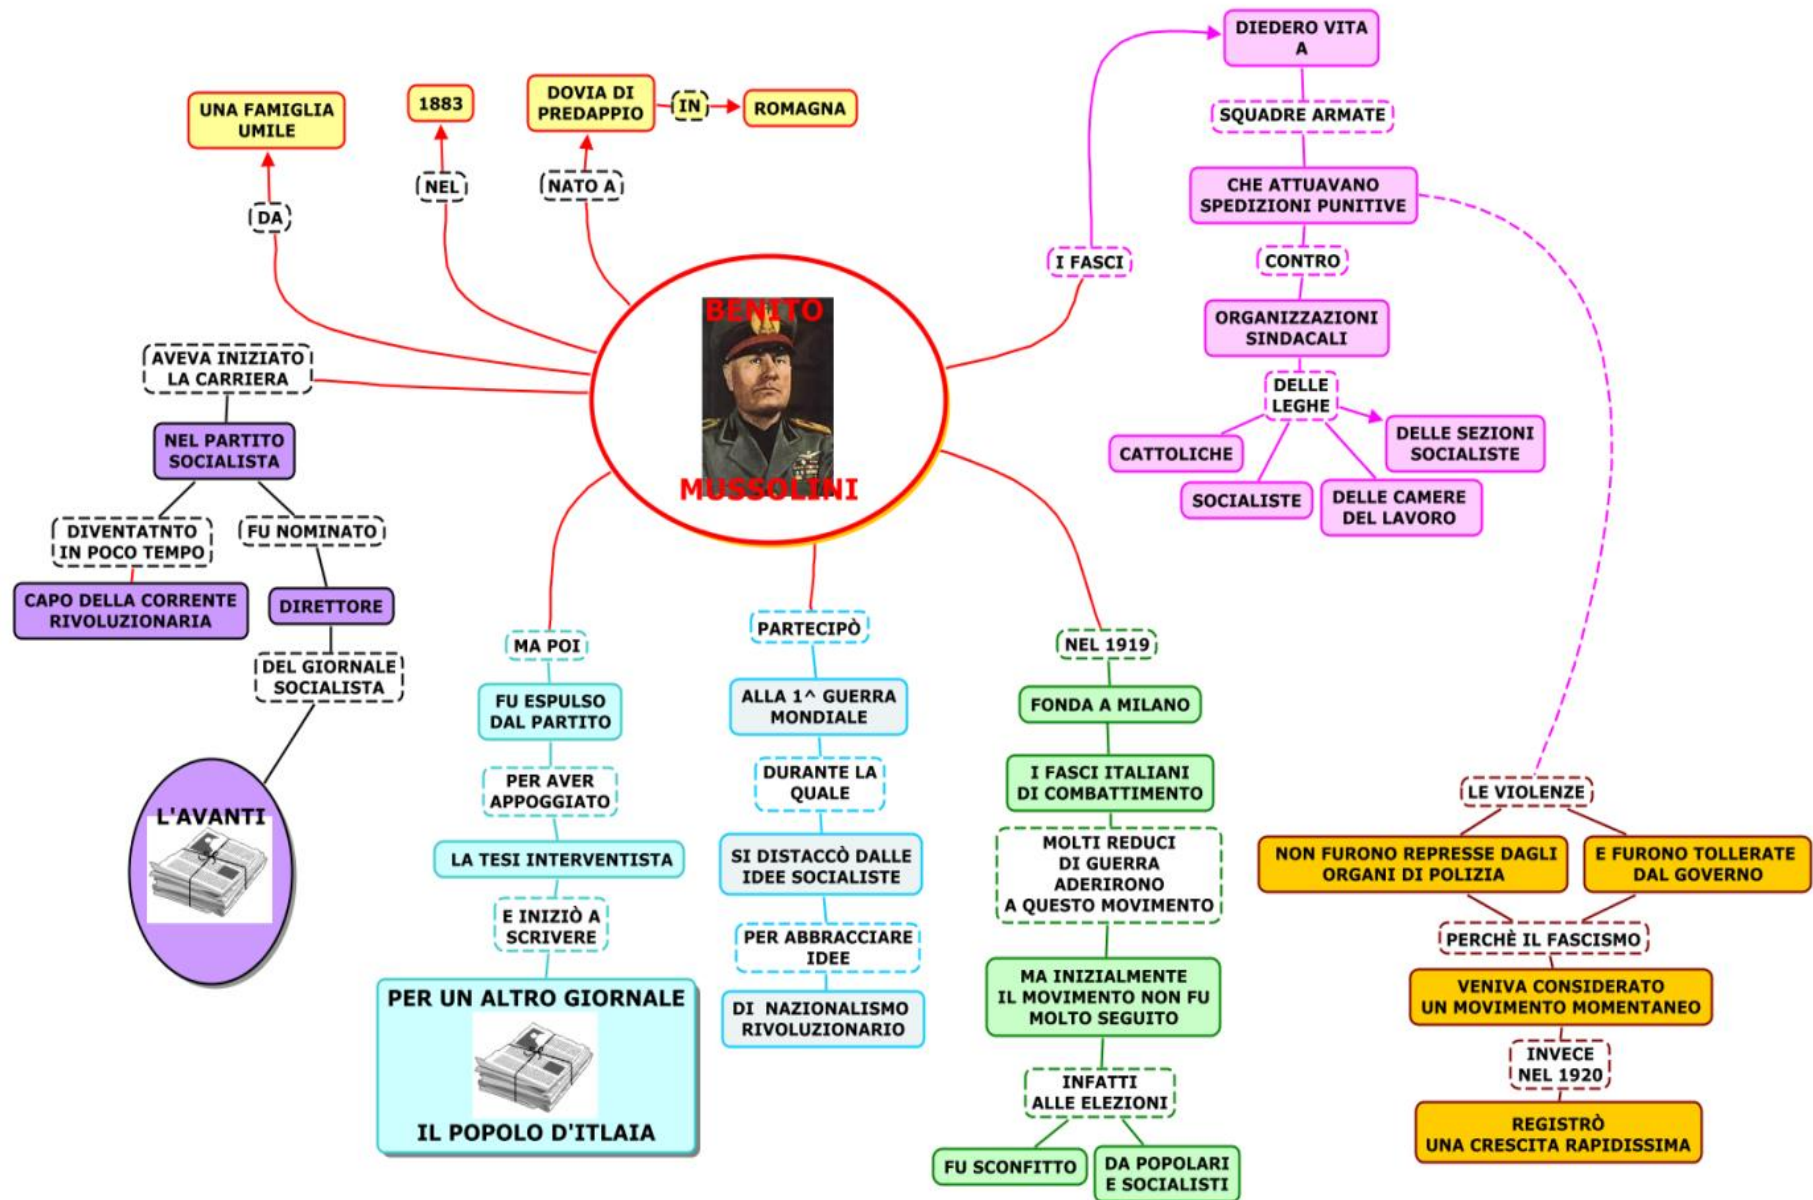 BENITO
MUSSOLINI
DA
UNA FAMIGLIA
UMILE
NEL
1883
NATO A
DOVIA DI
PREDAPPIO
IN
ROMAGNA
AVEVA INIZIATO
LA CARRIERA
NEL PARTITO
SOCIALISTA
DIVENTATNTO
IN POCO TEMPO
CAPO DELLA CORRENTE
RIVOLUZIONARIA
FU NOMINATO
DIRETTORE
DEL GIORNALE
SOCIALISTA
L'AVANTI
MA POI
FU ESPULSO
DAL PARTITO
PER AVER
APPOGGIATO
LA TESI INTERVENTISTA
E INIZIÒ A
SCRIVERE
PER UN ALTRO GIORNALE
IL POPOLO D'ITLAIA
PARTECIPÒ
ALLA 1^ GUERRA
MONDIALE
DURANTE LA
QUALE
SI DISTACCÒ DALLE
IDEE SOCIALISTE
PER ABBRACCIARE
IDEE
DI NAZIONALISMO
RIVOLUZIONARIO
NEL 1919
FONDA A MILANO
I FASCI ITALIANI
DI COMBATTIMENTO
MOLTI REDUCI
DI GUERRA
ADERIRONO
A QUESTO MOVIMENTO
MA INIZIALMENTE
IL MOVIMENTO NON FU
MOLTO SEGUITO
INFATTI
ALLE ELEZIONI
FU SCONFITTO
DA POPOLARI
E SOCIALISTI
I FASCI
DIEDERO VITA
A
SQUADRE ARMATE
CHE ATTUAVANO
SPEDIZIONI PUNITIVE
CONTRO
ORGANIZZAZIONI
SINDACALI
DELLE
LEGHE
CATTOLICHE
SOCIALISTE
DELLE CAMERE
DEL LAVORO
DELLE SEZIONI
SOCIALISTE
LE VIOLENZE
NON FURONO REPRESSE DAGLI
ORGANI DI POLIZIA
E FURONO TOLLERATE
DAL GOVERNO
PERCHÈ IL FASCISMO
VENIVA CONSIDERATO
UN MOVIMENTO MOMENTANEO
INVECE
NEL 1920
REGISTRÒ
UNA CRESCITA RAPIDISSIMA